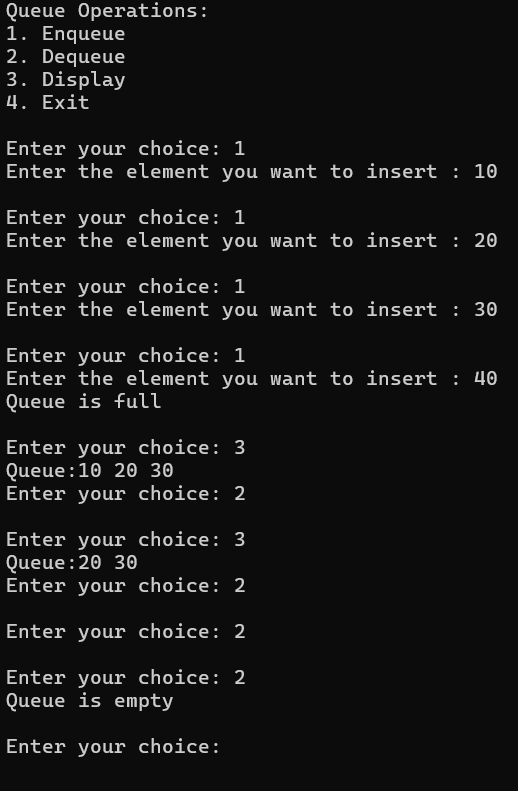 Queue Operations:
1. Enqueue
2. Dequeue
3. Display
4. Exit
Enter your choice: 1
Enter the element you want to insert : 10
Enter your choice: 1
Enter the element you want to insert : 20
Enter your choice: 1
Enter the element you want to insert : 30
Enter your choice: 1
Enter the element you want to insert : 40
Queue is full
Enter your choice: 3
Queue:10 20 30
Enter your choice: 2
Enter your choice: 3
Queue:20 30
Enter your choice: 2
Enter your choice: 2
Enter your choice: 2
Queue is empty
Enter your choice: